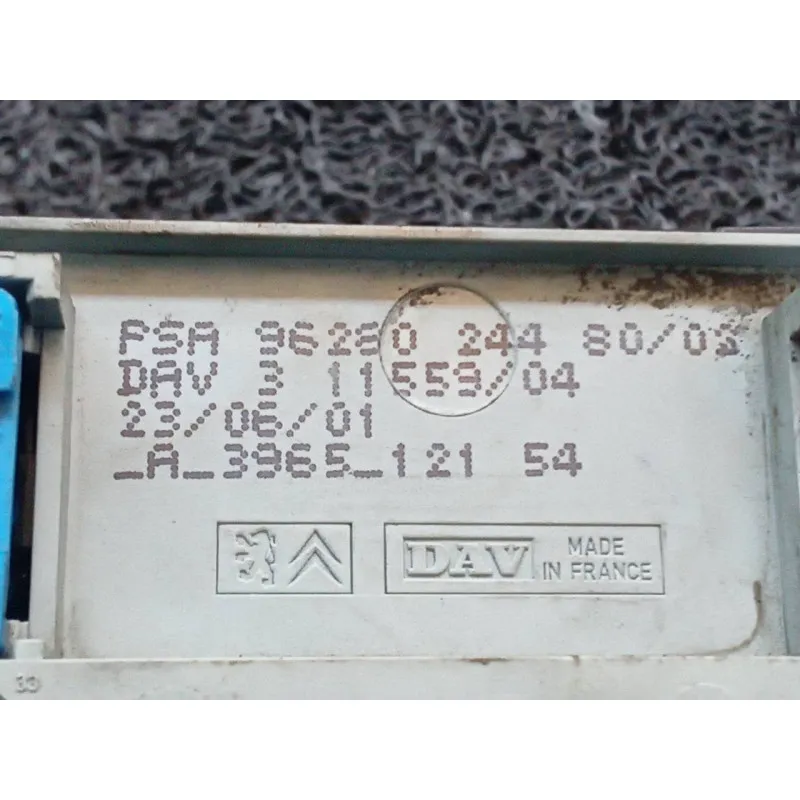 PSA 96280 244 80/03
DAV 3 11559/04
23/06/01
_A_3965_121 54
DAV MADE
IN FRANCE
33